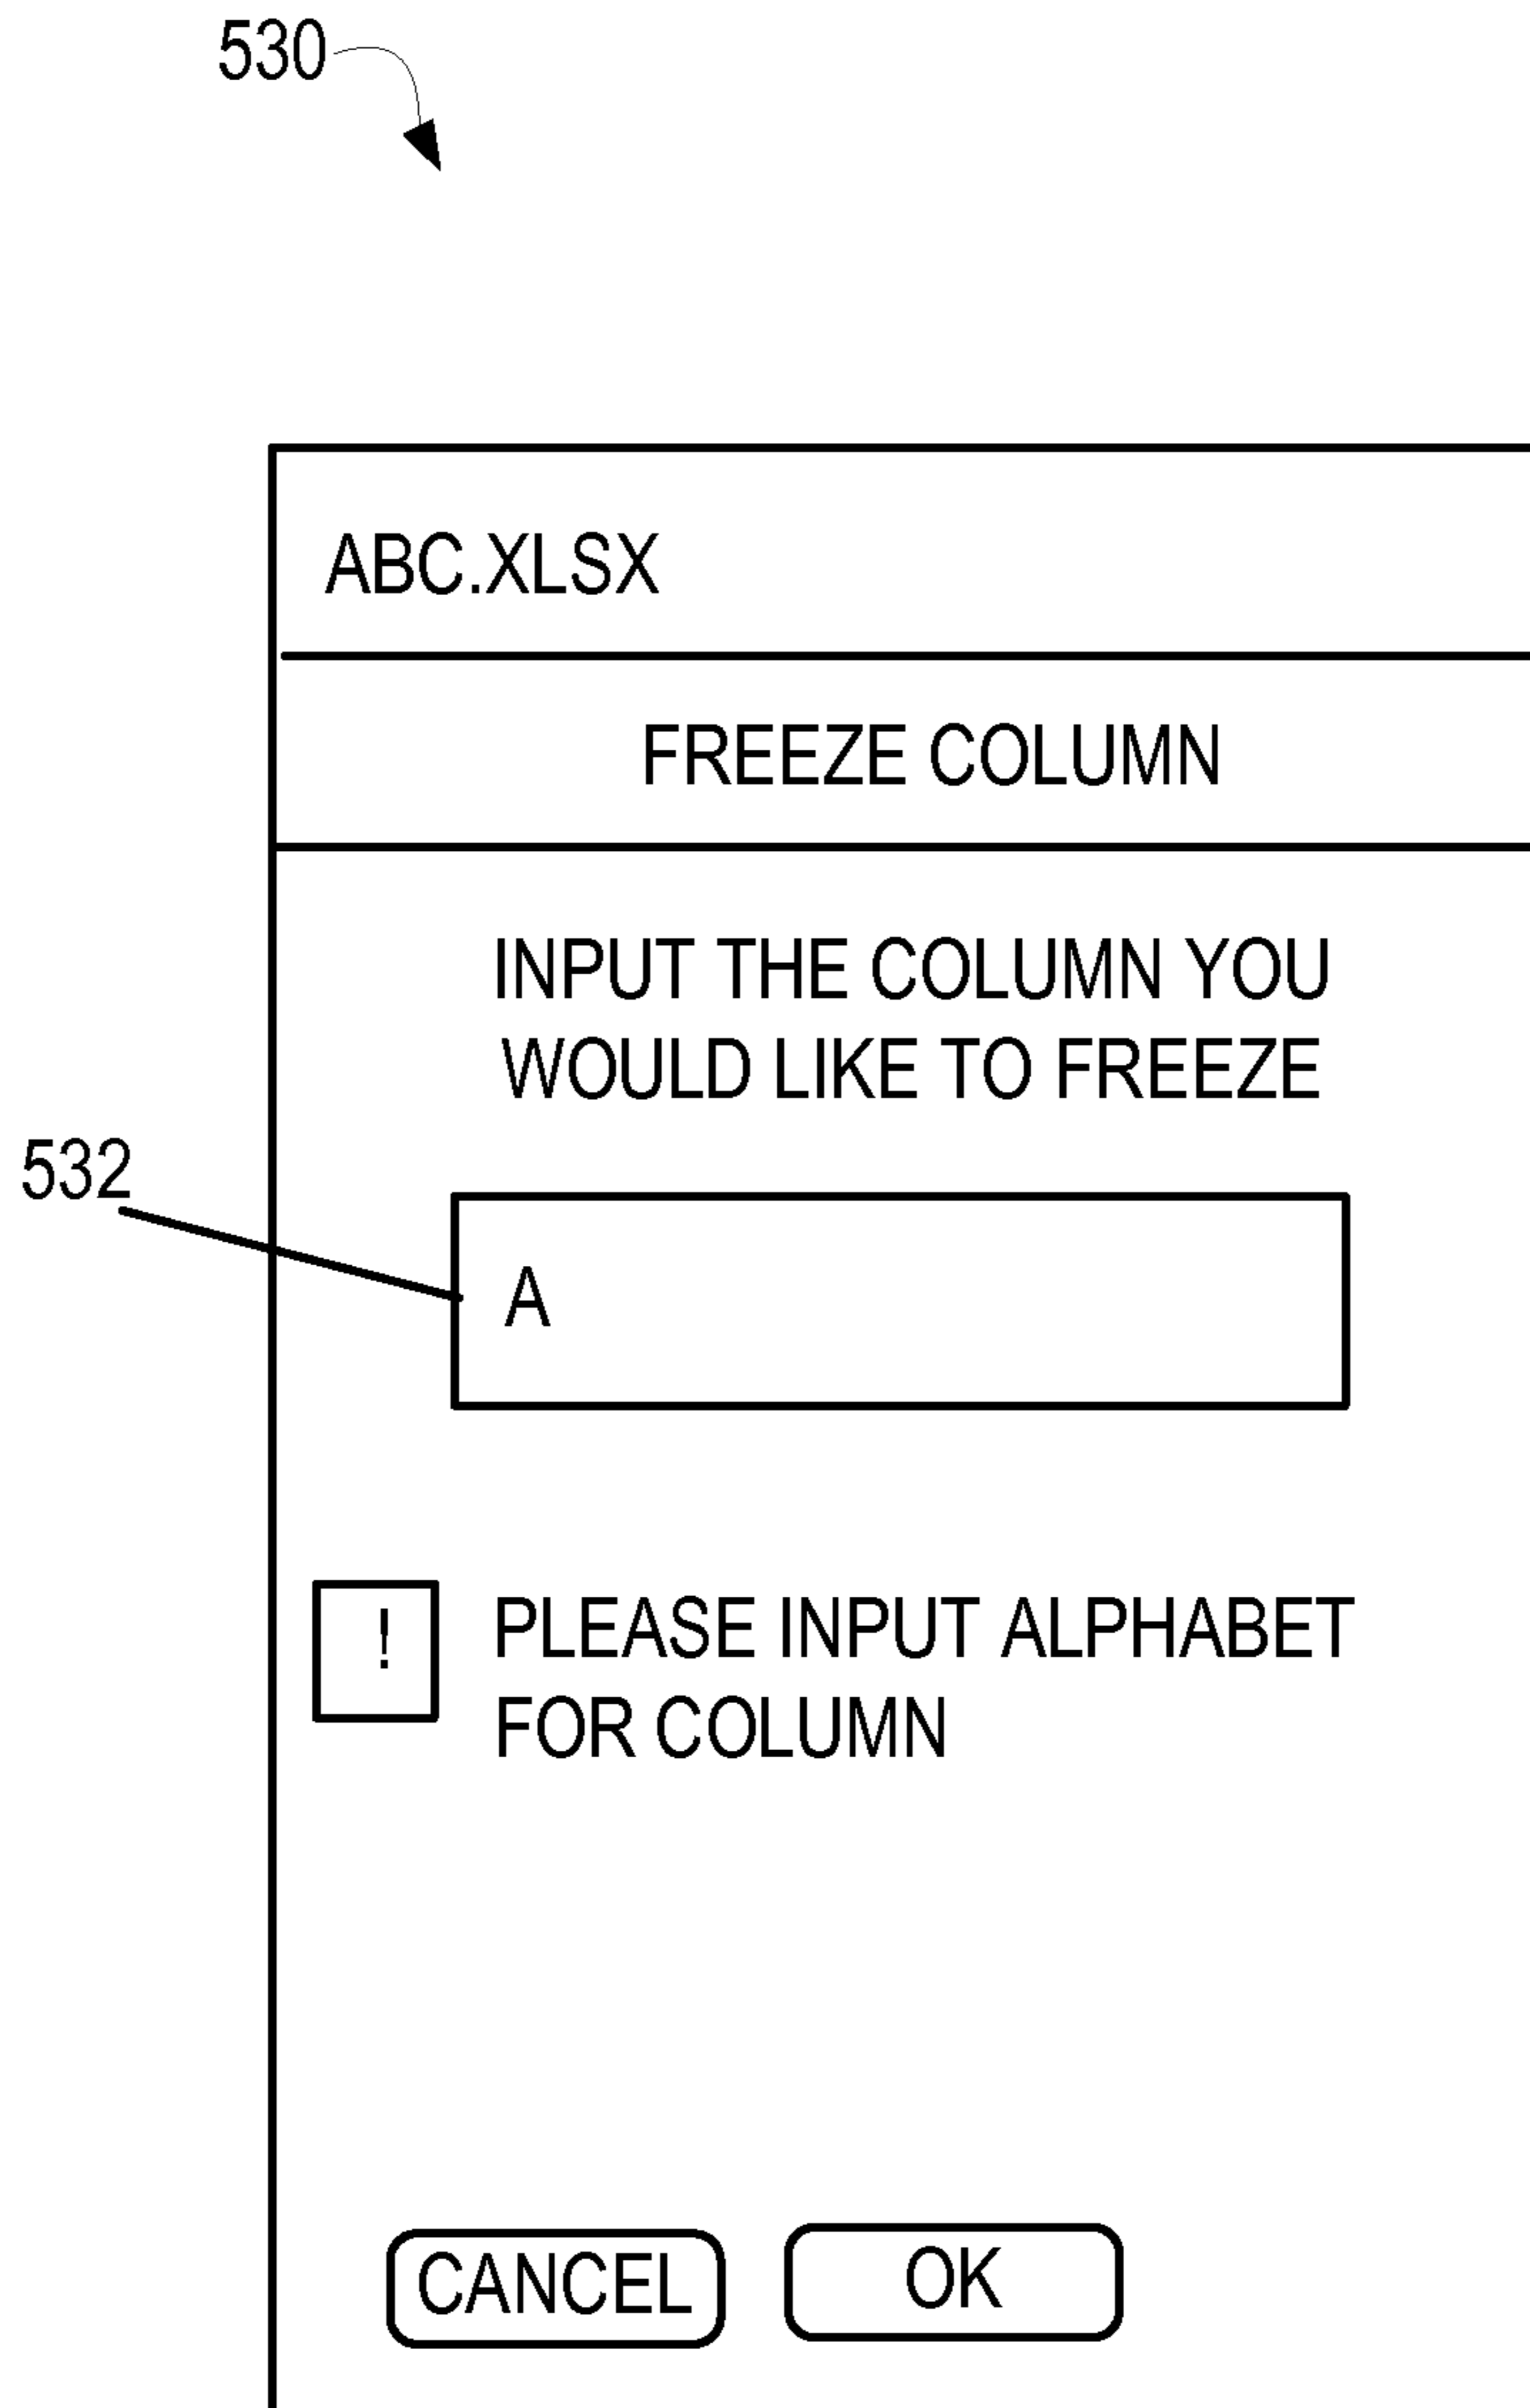 530
ABC.XLSX
FREEZE COLUMN
INPUT THE COLUMN YOU
WOULD LIKE TO FREEZE
532
A
! PLEASE INPUT ALPHABET
FOR COLUMN
CANCEL OK